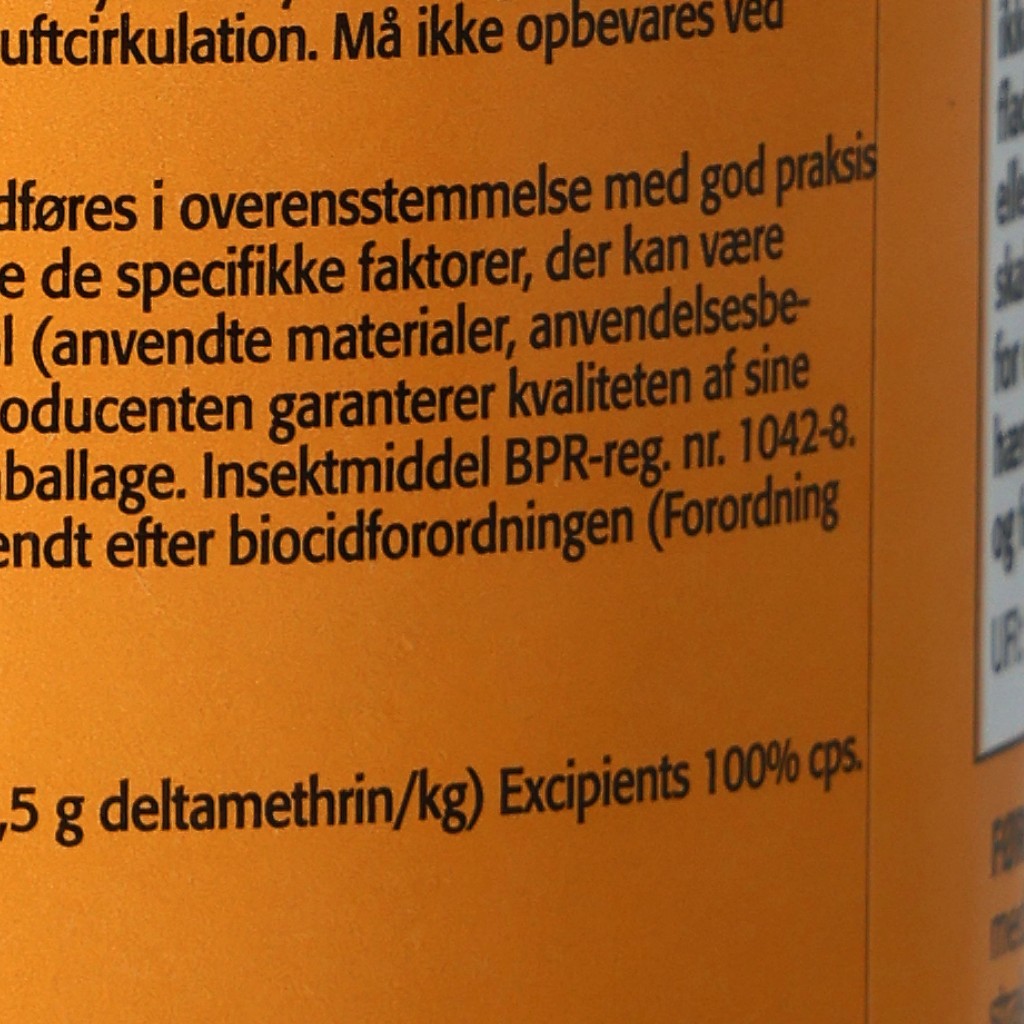 uftcirkulation. Må ikke opbevares ved
dføres i overensstemmelse med god praksis
e de specifikke faktorer, der kan være
l (anvendte materialer, anvendelsesbe-
oducenten garanterer kvaliteten af sine
ballage. Insektmiddel BPR-reg. nr. 1042-8.
endt efter biocidforordningen (Forordning
,5 g deltamethrin/kg) Excipients 100% cps.
og
UFI: